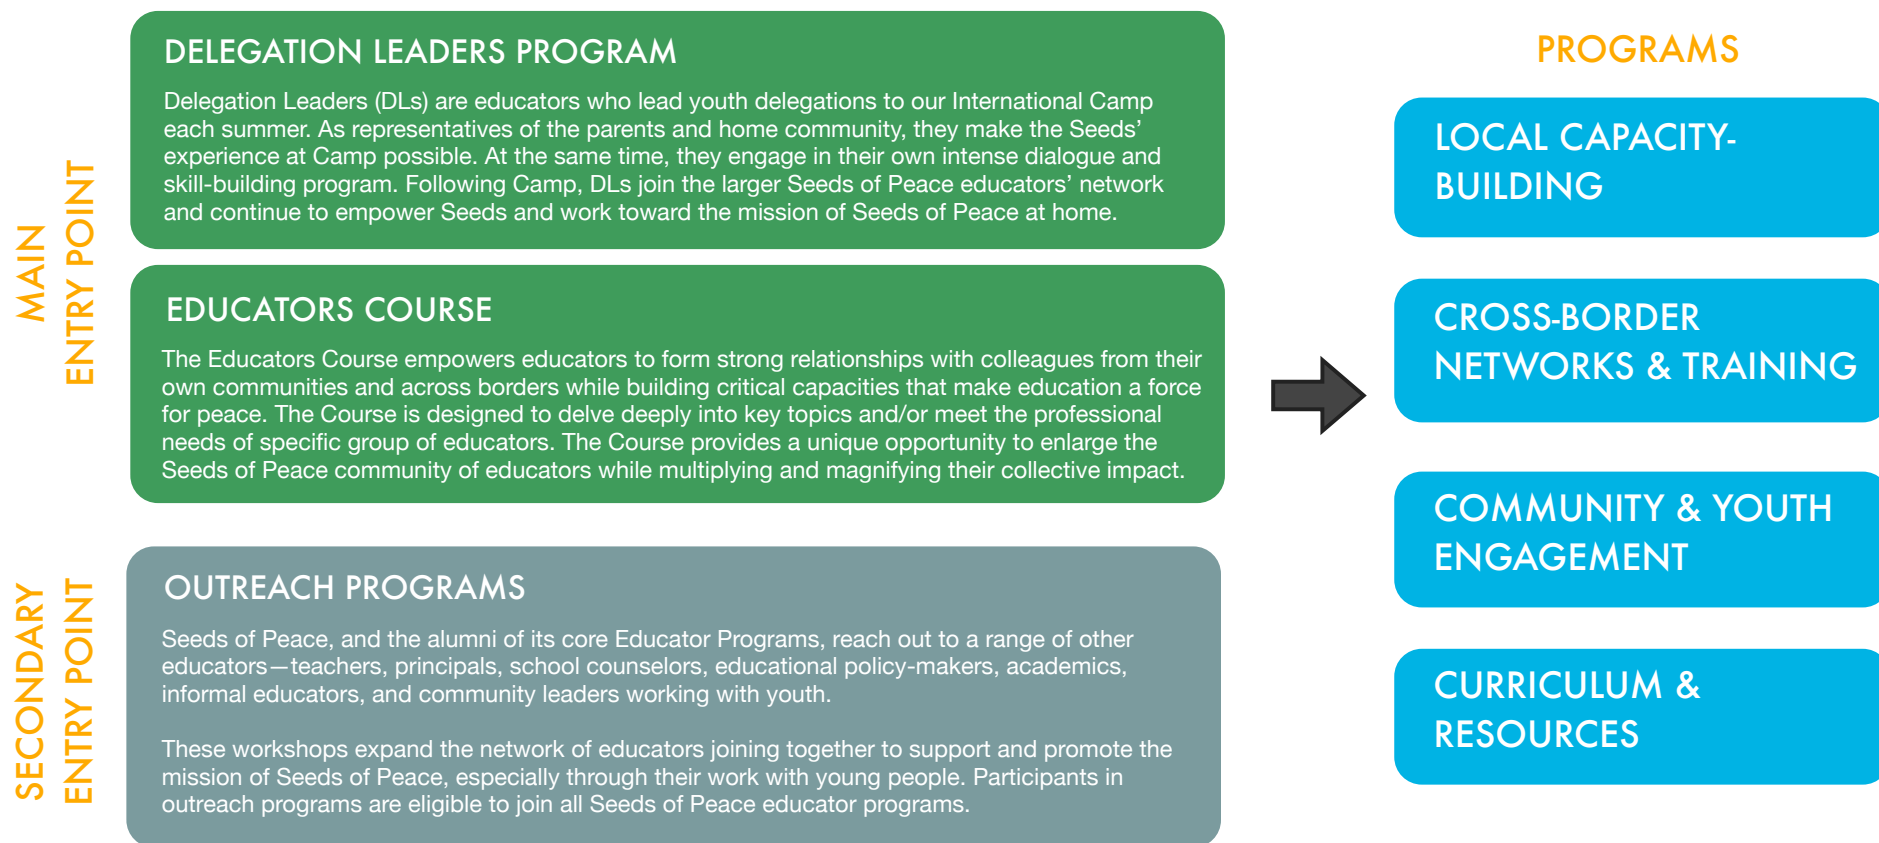 MAIN
ENTRY POINT
DELEGATION LEADERS PROGRAM
Delegation Leaders (DLs) are educators who lead youth delegations to our International Camp
each summer. As representatives of the parents and home community, they make the Seeds’
experience at Camp possible. At the same time, they engage in their own intense dialogue and
skill-building program. Following Camp, DLs join the larger Seeds of Peace educators’ network
and continue to empower Seeds and work toward the mission of Seeds of Peace at home.
EDUCATORS COURSE
The Educators Course empowers educators to form strong relationships with colleagues from their
own communities and across borders while building critical capacities that make education a force
for peace. The Course is designed to delve deeply into key topics and/or meet the professional
needs of specific group of educators. The Course provides a unique opportunity to enlarge the
Seeds of Peace community of educators while multiplying and magnifying their collective impact.
SECONDARY
ENTRY POINT
OUTREACH PROGRAMS
Seeds of Peace, and the alumni of its core Educator Programs, reach out to a range of other
educators—teachers, principals, school counselors, educational policy-makers, academics,
informal educators, and community leaders working with youth.
These workshops expand the network of educators joining together to support and promote the
mission of Seeds of Peace, especially through their work with young people. Participants in
outreach programs are eligible to join all Seeds of Peace educator programs.
PROGRAMS
LOCAL CAPACITY-
BUILDING
CROSS-BORDER
NETWORKS & TRAINING
COMMUNITY & YOUTH
ENGAGEMENT
CURRICULUM &
RESOURCES